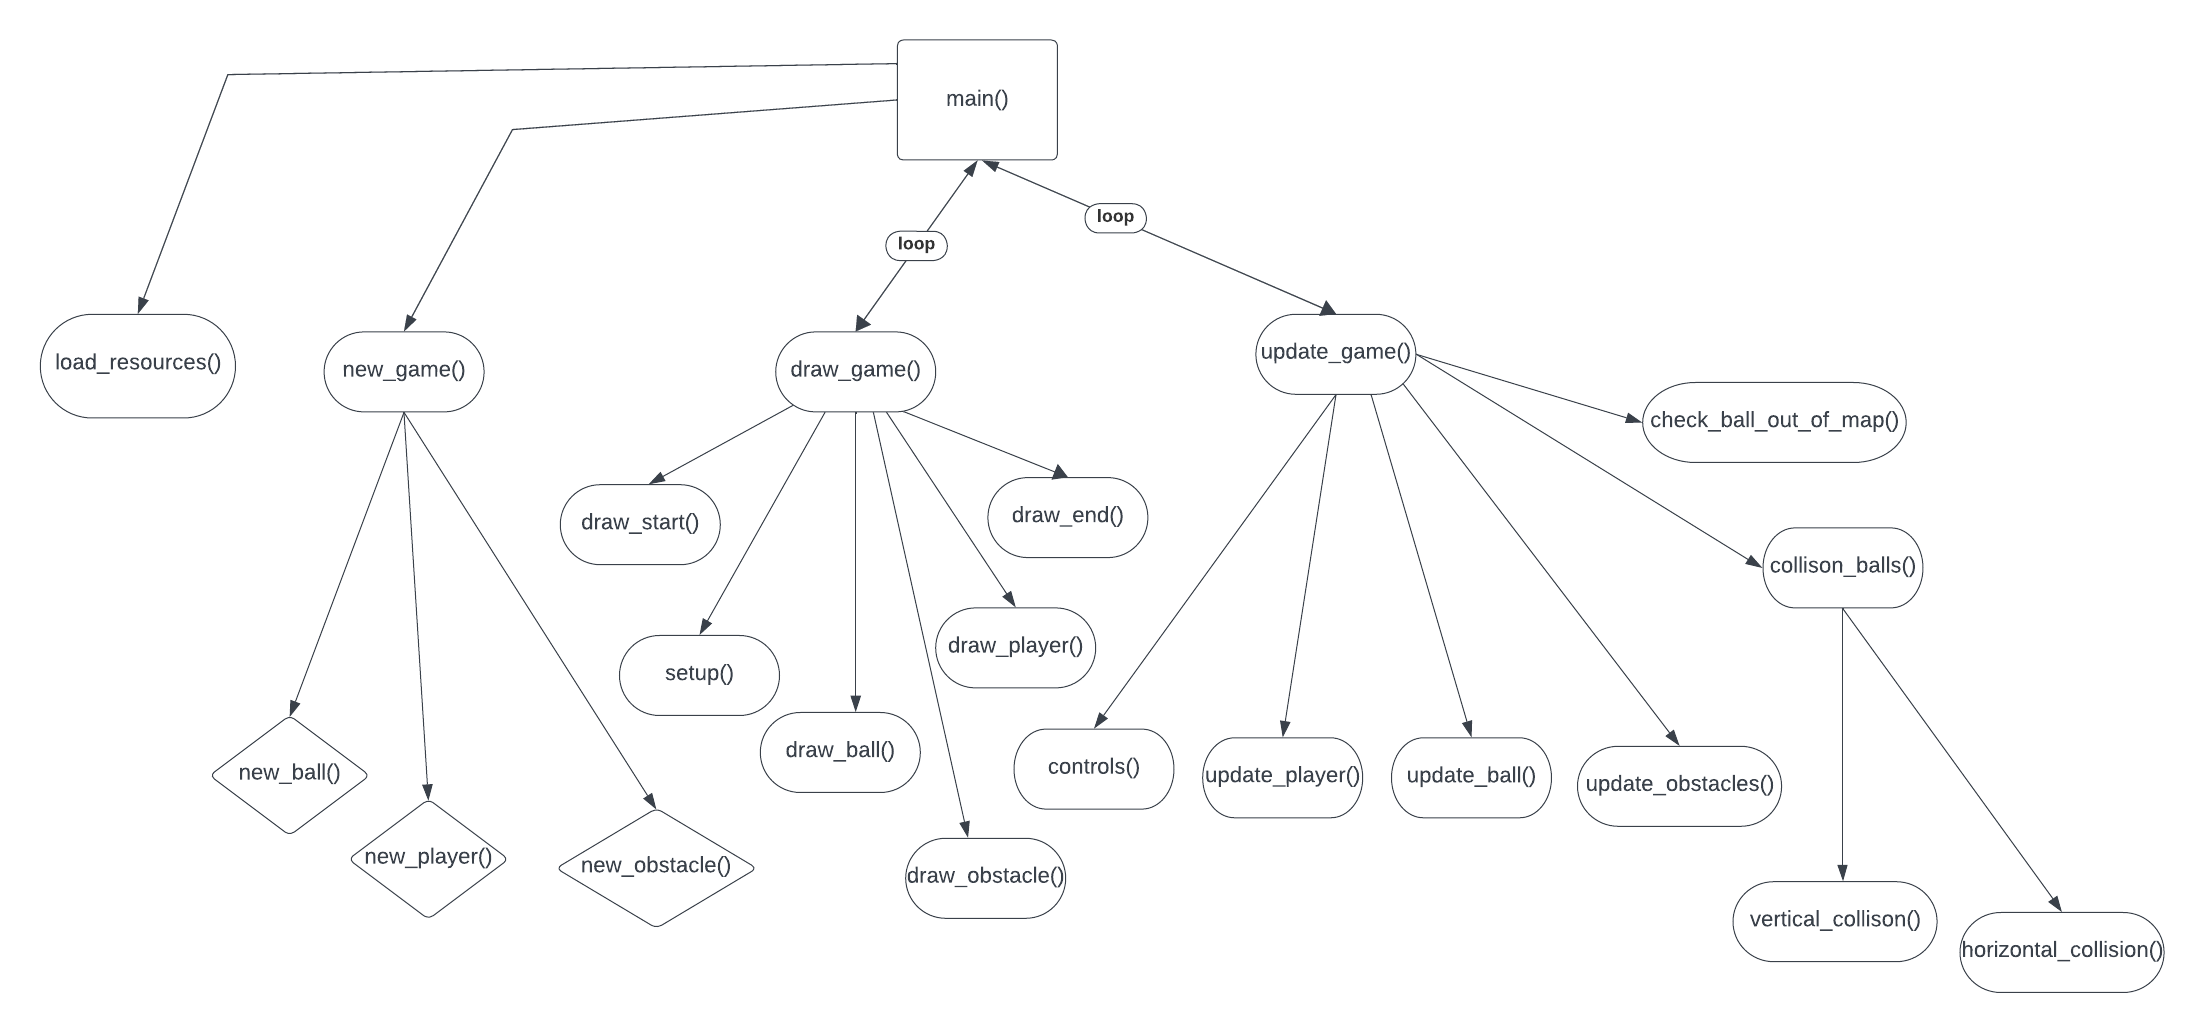 main()
loop
loop
load_resources()
new_game()
draw_game()
update_game()
check_ball_out_of_map()
draw_start()
draw_end()
collison_balls()
setup()
draw_player()
draw_ball()
new_ball()
controls()
update_player()
update_ball()
update_obstacles()
new_player()
new_obstacle()
draw_obstacle()
vertical_collison()
horizontal_collision()